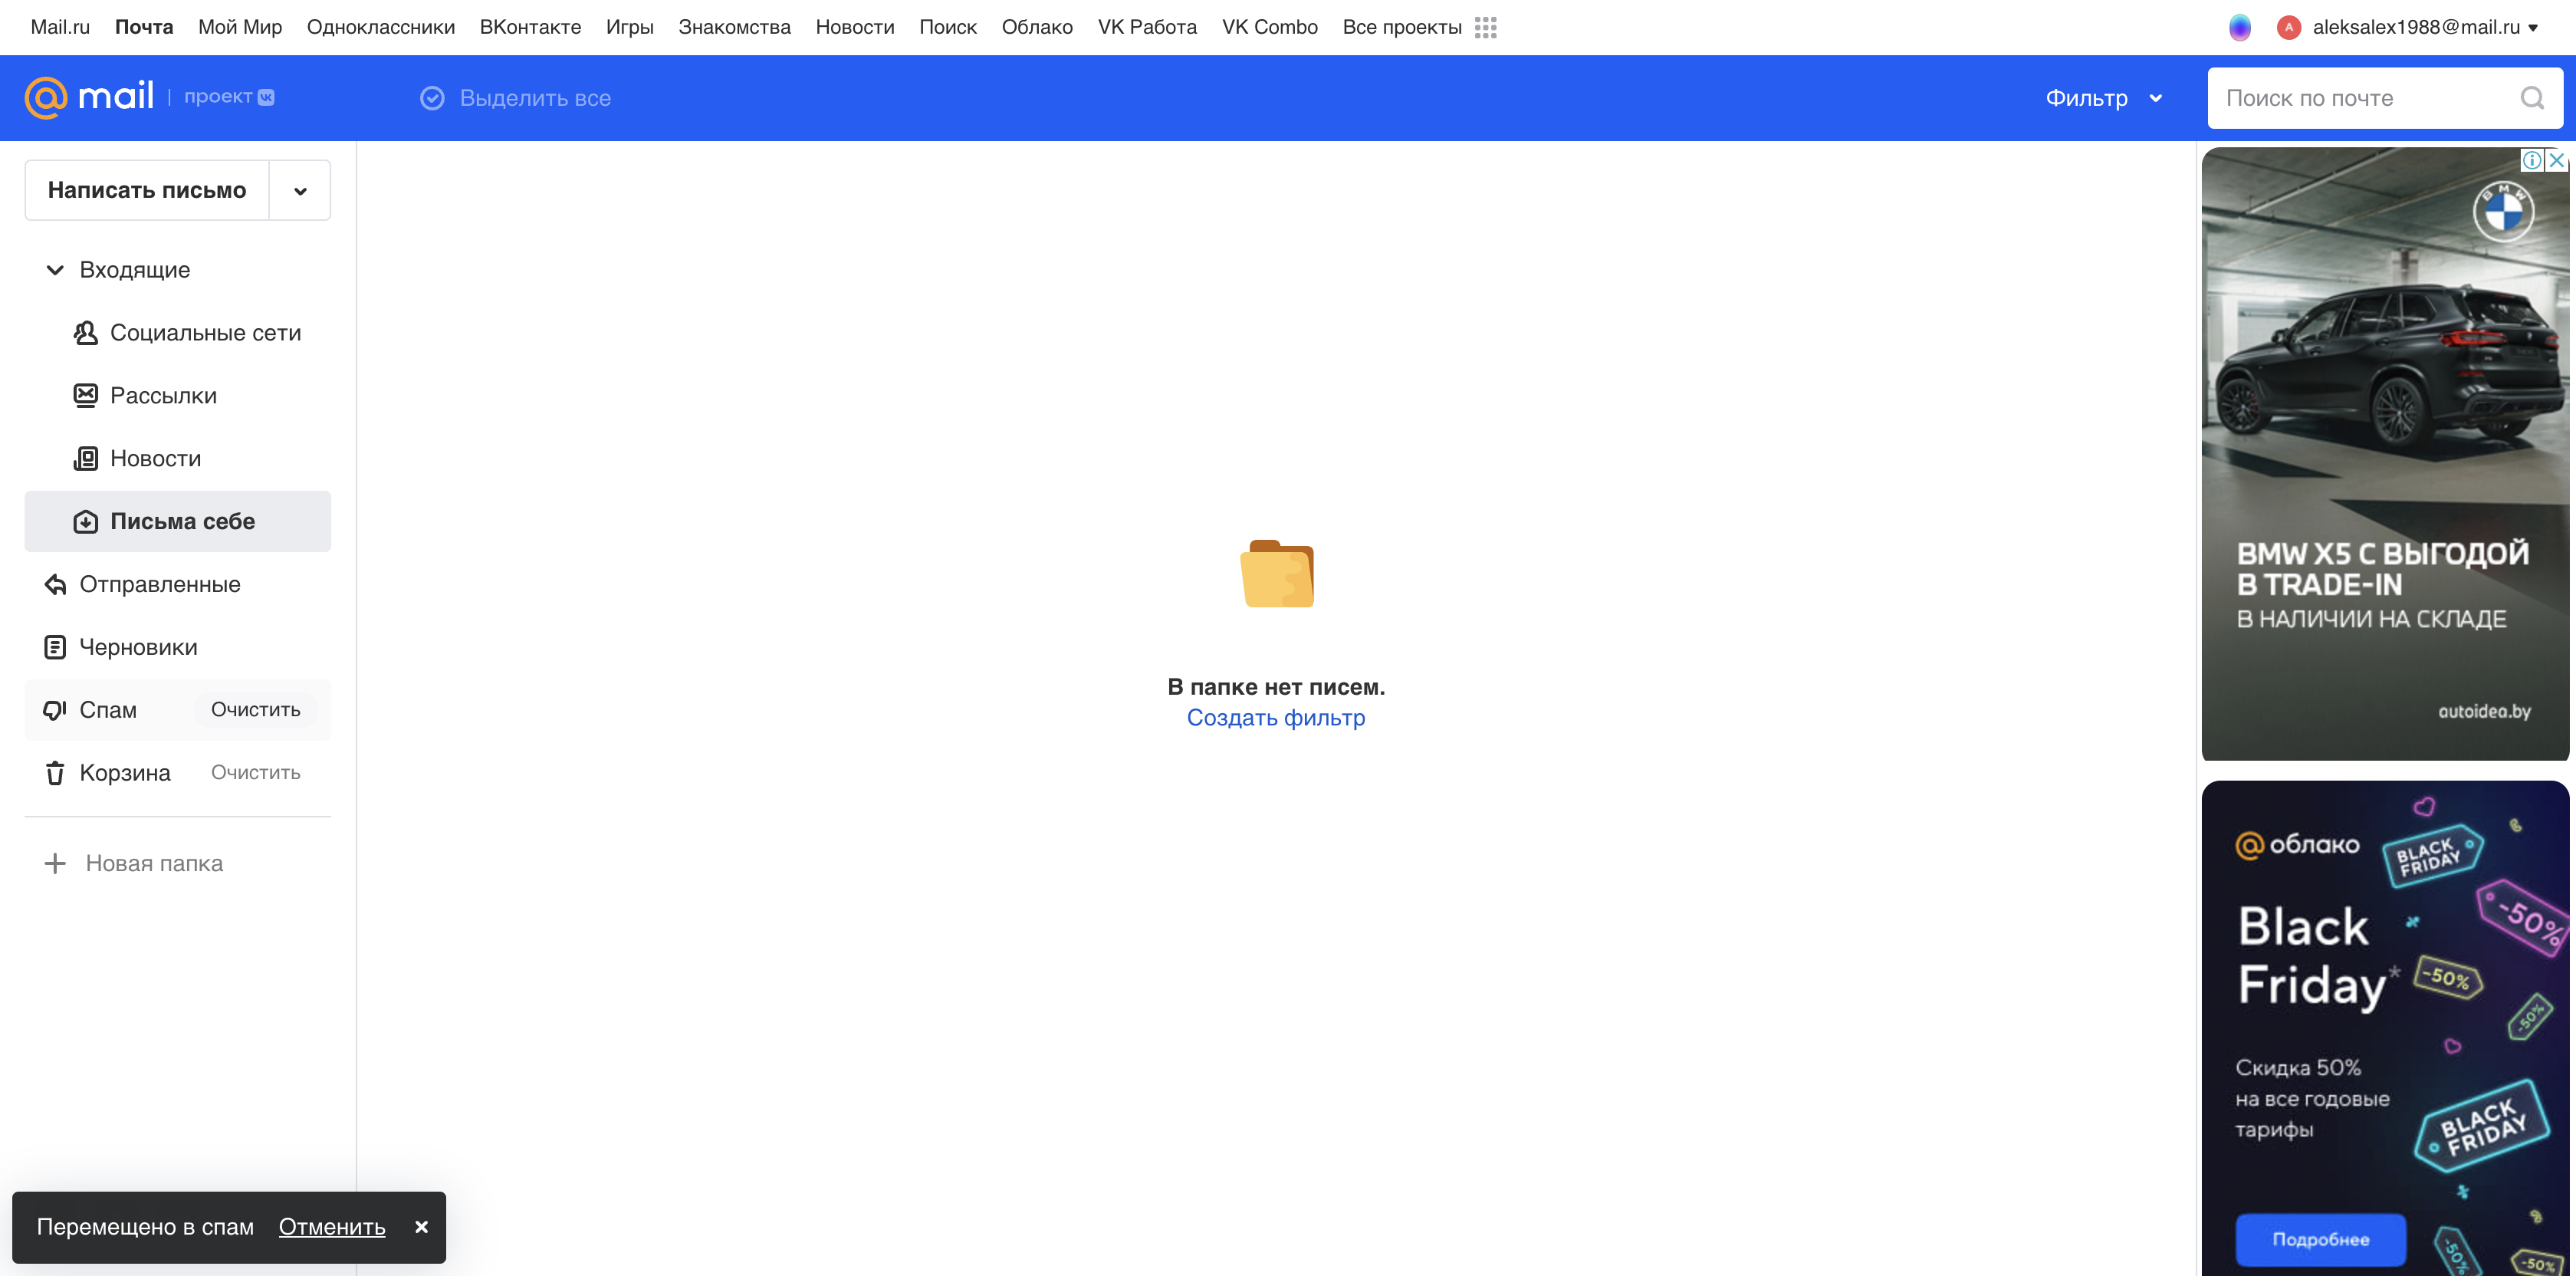 Mail.ru Почта Мой Мир Одноклассники ВКонтакте Игры Знакомства Новости Поиск Облако VK Работа VK Combo Все проекты
A aleksalex1988@mail.ru
@mail | проект
Выделить все
Фильтр
Поиск по почте
Написать письмо
Входящие
Социальные сети
Рассылки
Новости
Письма себе
Отправленные
Черновики
Спам Очистить
Корзина Очистить
Новая папка
В папке нет писем.
Создать фильтр
Перемещено в спам Отменить
BMW
BMW X5 С ВЫГОДОЙ
В TRADE-IN
В НАЛИЧИИ НА СКЛАДЕ
autoidea.by
@облако
BLACK
FRIDAY
-50%
Black
Friday*
-50%
-50%
Скидка 50%
на все годовые
тарифы
BLACK
FRIDAY
Подробнее
-50%
-50%